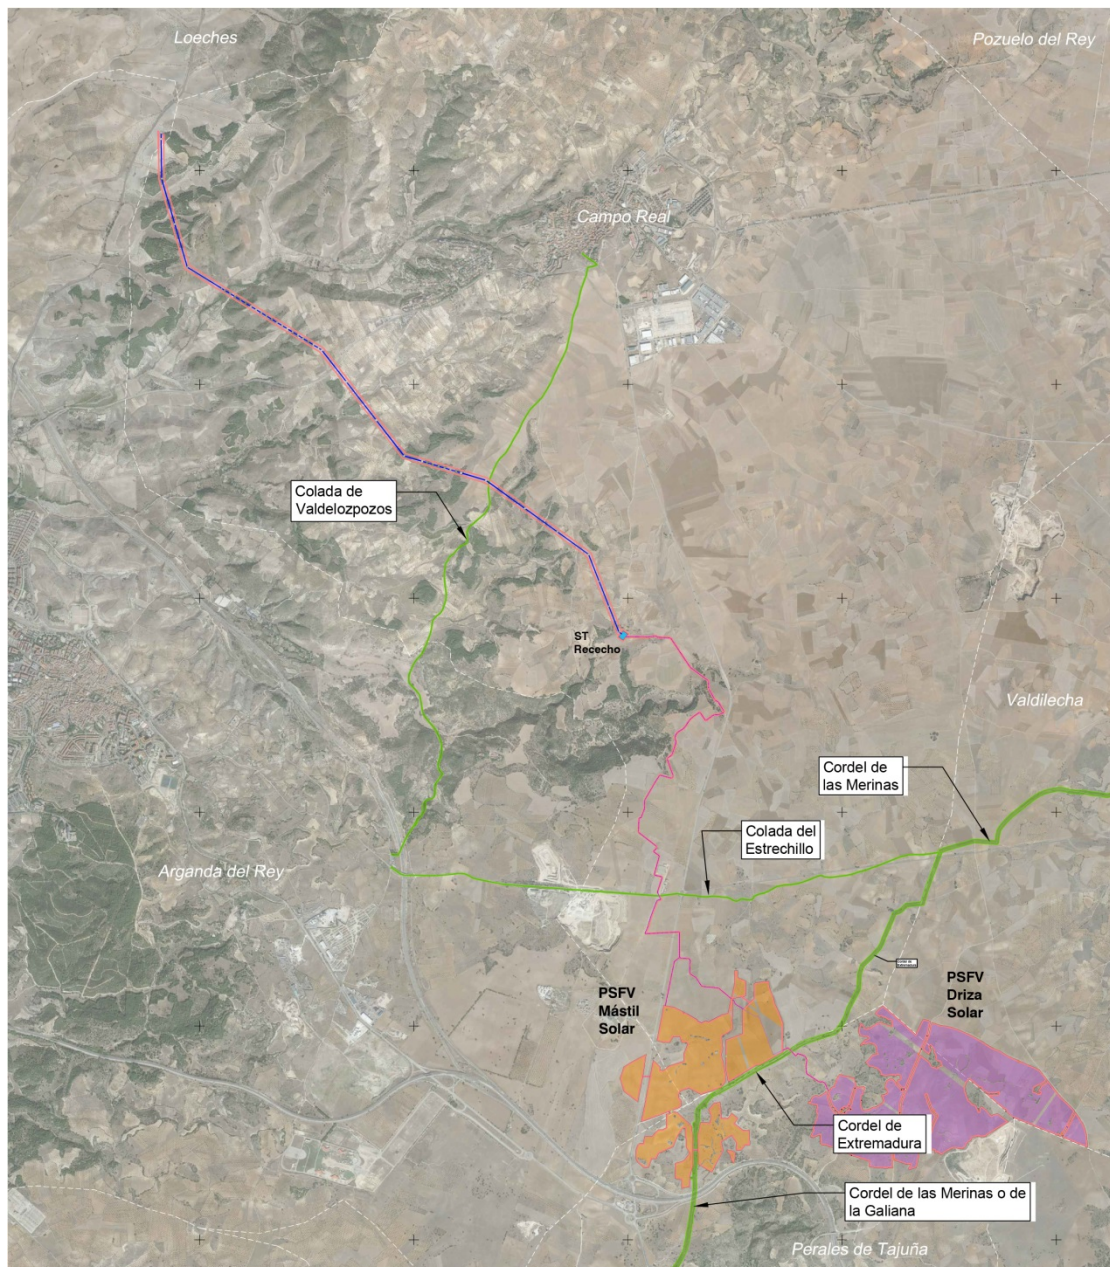 Loeches
Pozuelo del Rey
Campo Real
Colada de
Valdelozpozos
ST
Rececho
Valdilecha
Cordel de
las Merinas
Colada del
Estrechillo
Arganda del Rey
PSFV
Mástil
Solar
PSFV
Driza
Solar
Cordel de
Extremadura
Cordel de las Merinas o de
la Galiana
Perales de Tajuña